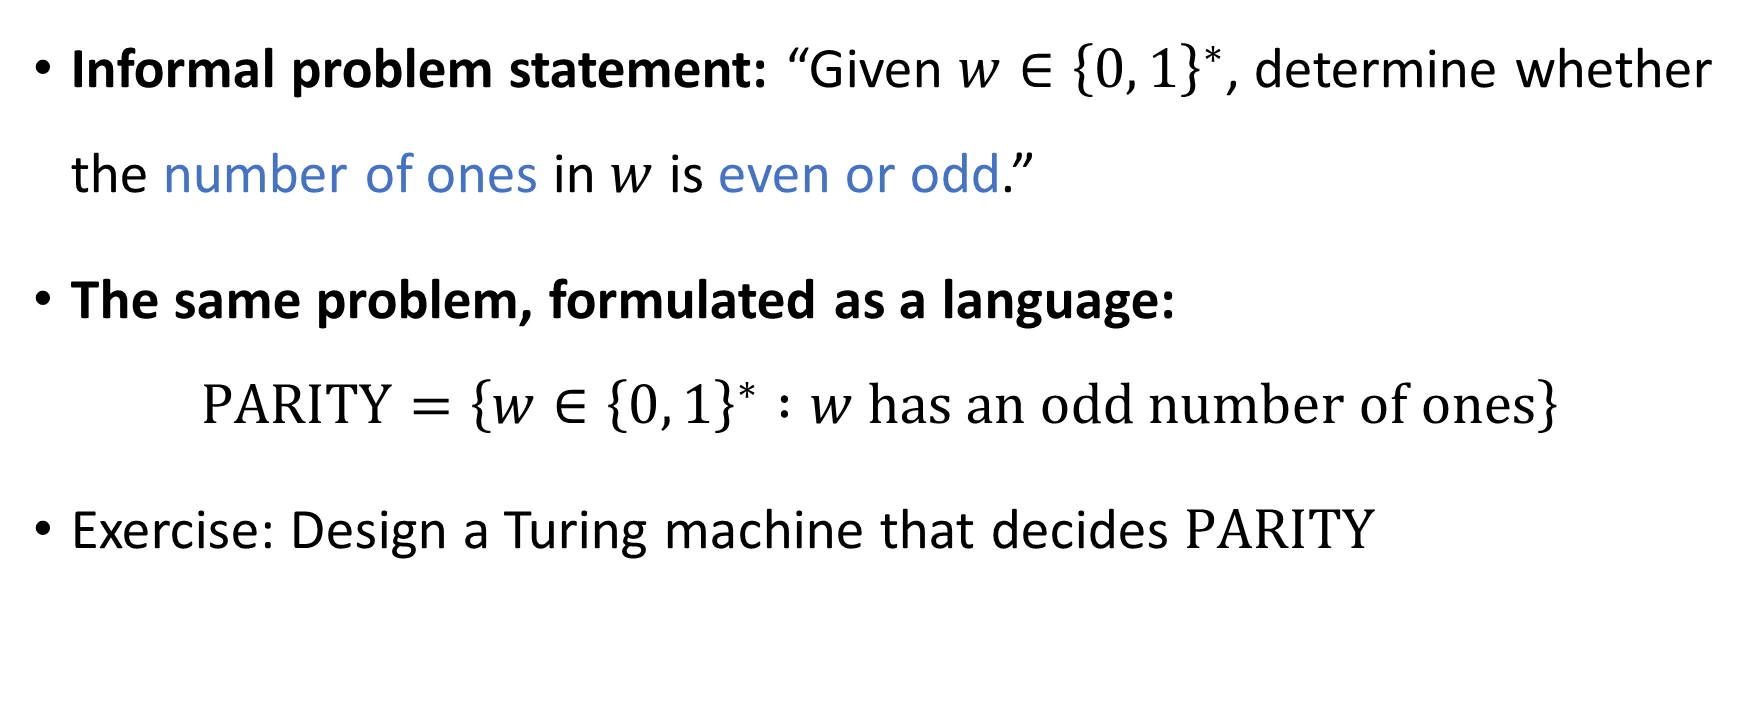 • Informal problem statement: “Given w ∈ {0, 1}*, determine whether
the number of ones in w is even or odd.”
• The same problem, formulated as a language:
PARITY = {w ∈ {0, 1}* : w has an odd number of ones}
• Exercise: Design a Turing machine that decides PARITY